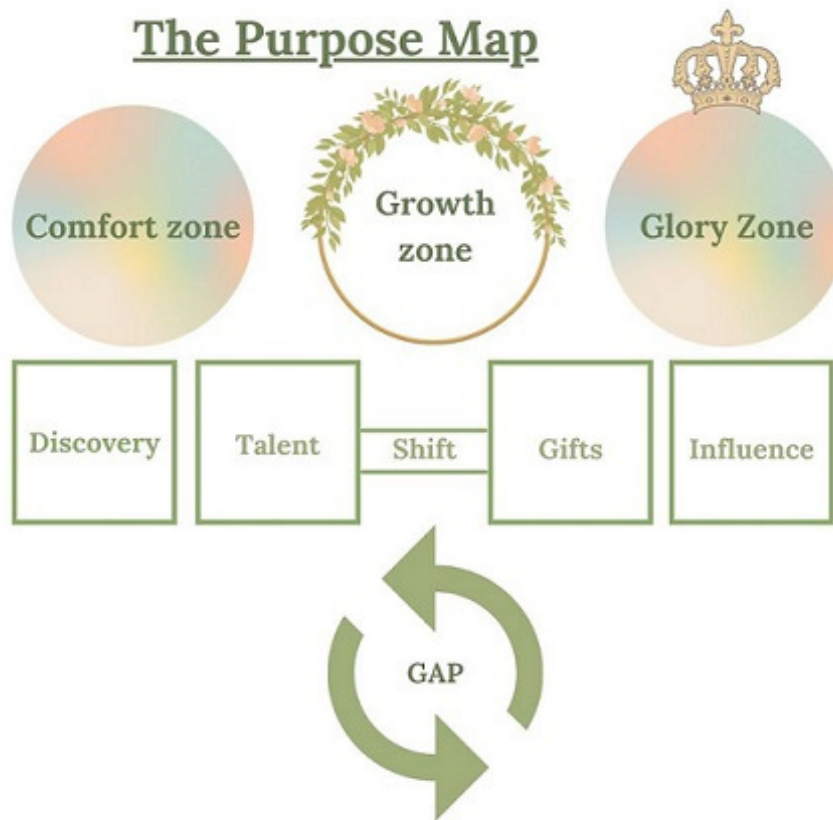 The Purpose Map
Comfort zone
Growth
zone
Glory Zone
Discovery
Talent
Shift
Gifts
Influence
GAP